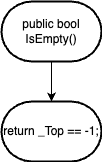 public bool
IsEmpty()
return _Top == -1;